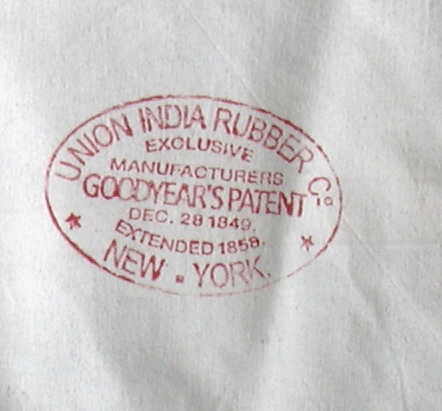 UNION INDIA RUBBER Co
EXCLUSIVE
MANUFACTURERS
GOODYEAR'S PATENT
DEC. 28 1849.
EXTENDED 1858.
NEW . YORK.